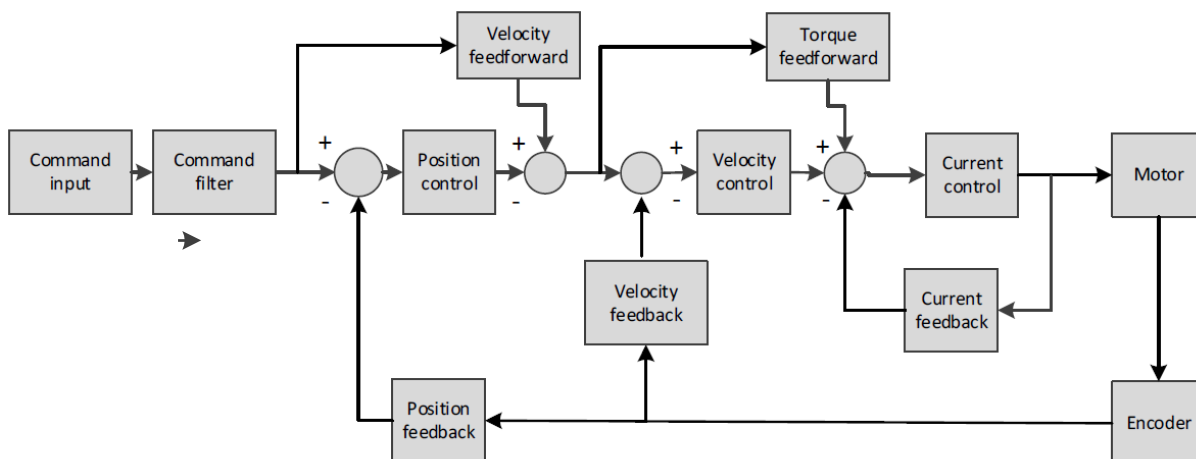 Velocity
feedforward
Torque
feedforward
+
+
+
+
Command
input
Command
filter
Position
control
Velocity
control
Current
control
Motor
-
-
-
-
Velocity
feedback
Current
feedback
Position
feedback
Encoder